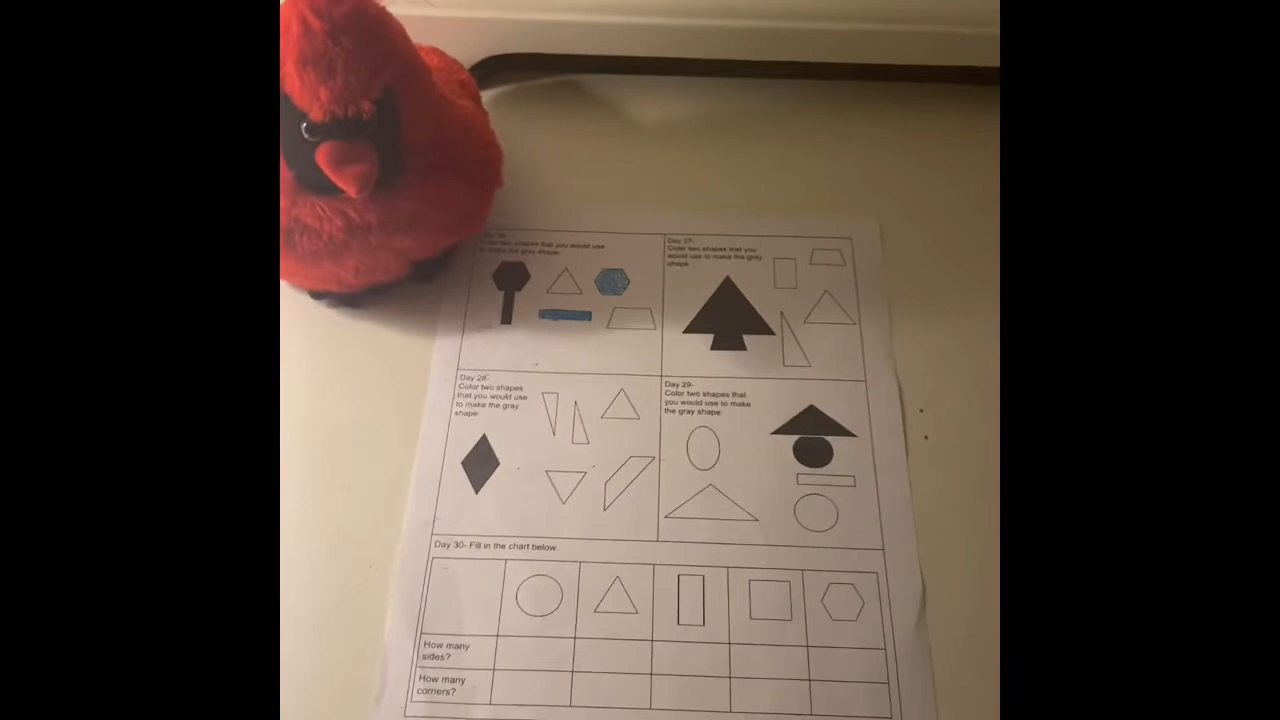 Color two shapes that you would use
to make the gray shape.
Day 27-
Color two shapes that you
would use to make the gray
shape.
Day 28-
Color two shapes
that you would use
to make the gray
shape.
Day 29-
Color two shapes that
you would use to make
the gray shape.
Day 30- Fill in the chart below.
How many
sides?
How many
corners?